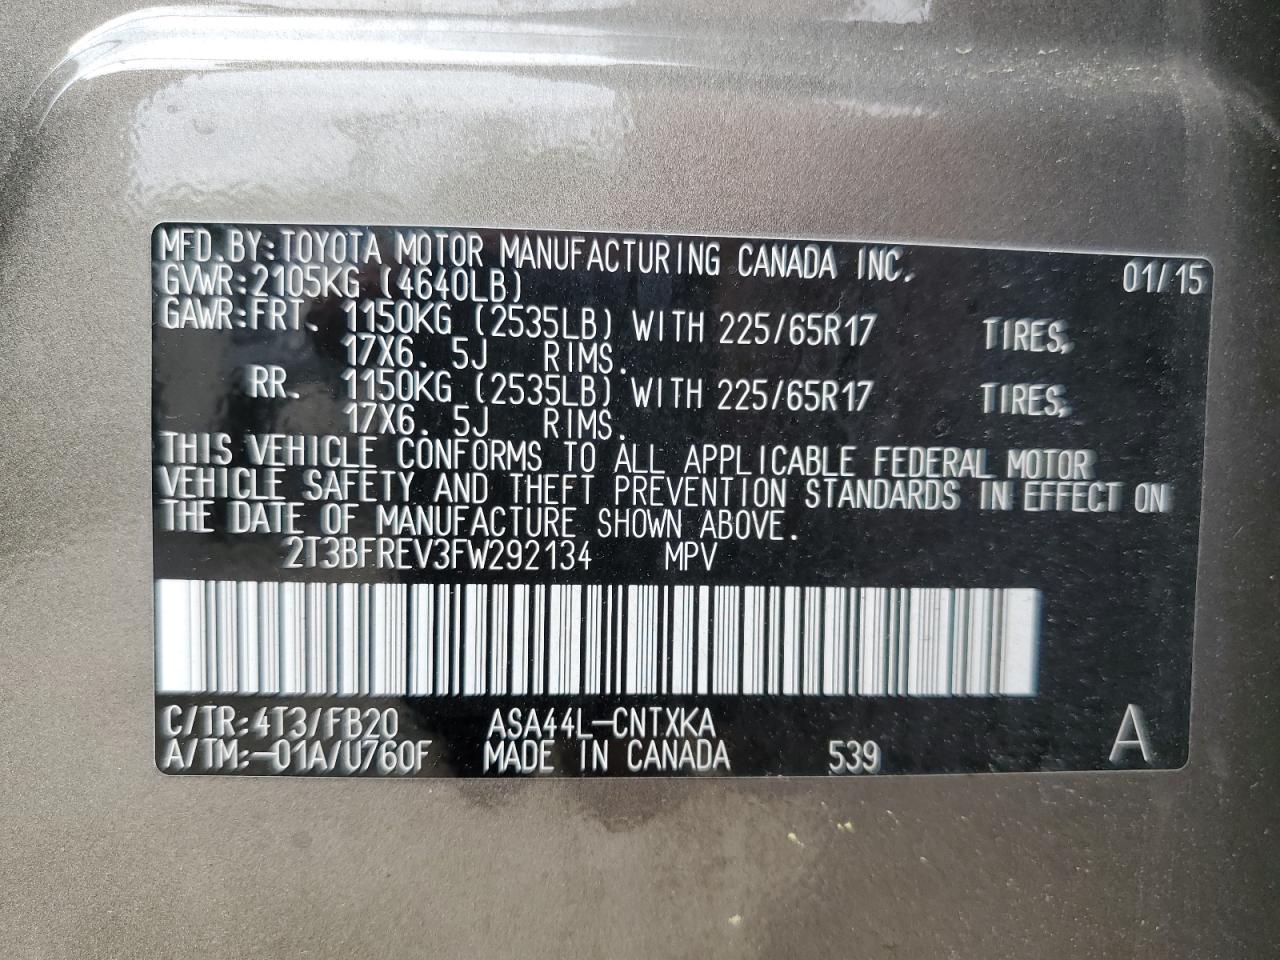 MFD.BY:TOYOTA MOTOR MANUFACTURING CANADA INC. 01/15
GVWR:2105KG (4640LB)
GAWR:FRT. 1150KG (2535LB) WITH 225/65R17 TIRES,
17X6. 5J RIMS.
RR. 1150KG (2535LB) WITH 225/65R17 TIRES,
17X6. 5J RIMS.
THIS VEHICLE CONFORMS TO ALL APPLICABLE FEDERAL MOTOR
VEHICLE SAFETY AND THEFT PREVENTION STANDARDS IN EFFECT ON
THE DATE OF MANUFACTURE SHOWN ABOVE.
2T3BFREV3FW292134 MPV
C/TR:4T3/FB20 ASA44L-CNTXKA A
A/TM:-01A/U760F MADE IN CANADA 539